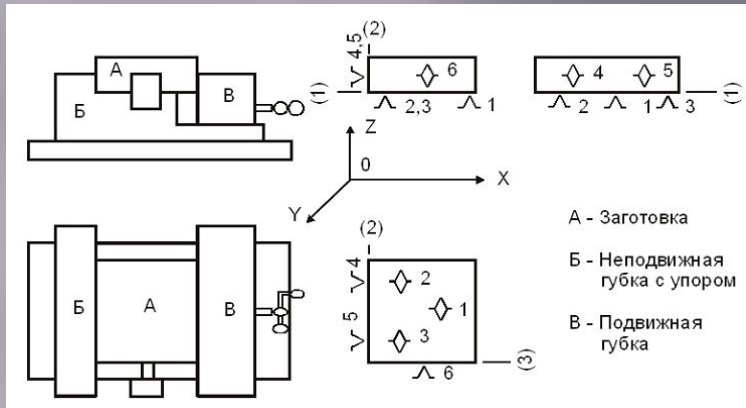 А
Б
В
(1)
4,5
(2)
6
2,3
1
4
5
2
1
3
(1)
Z
0
X
Y
Б
А
В
(2)
4
5
2
1
3
6
(3)
А - Заготовка
Б - Неподвижная
губка с упором
В - Подвижная
губка